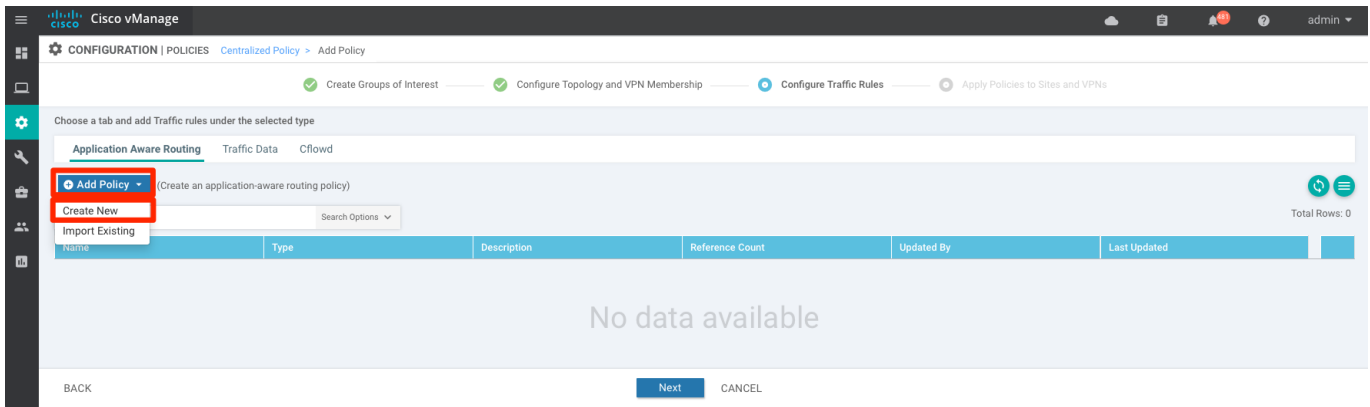 CISCO Cisco vManage 481 admin
CONFIGURATION | POLICIES Centralized Policy > Add Policy
Create Groups of Interest Configure Topology and VPN Membership Configure Traffic Rules Apply Policies to Sites and VPNs
Choose a tab and add Traffic rules under the selected type
Application Aware Routing Traffic Data Cflowd
Add Policy (Create an application-aware routing policy)
Create New Search Options Total Rows: 0
Import Existing
Name Type Description Reference Count Updated By Last Updated
No data available
BACK Next CANCEL